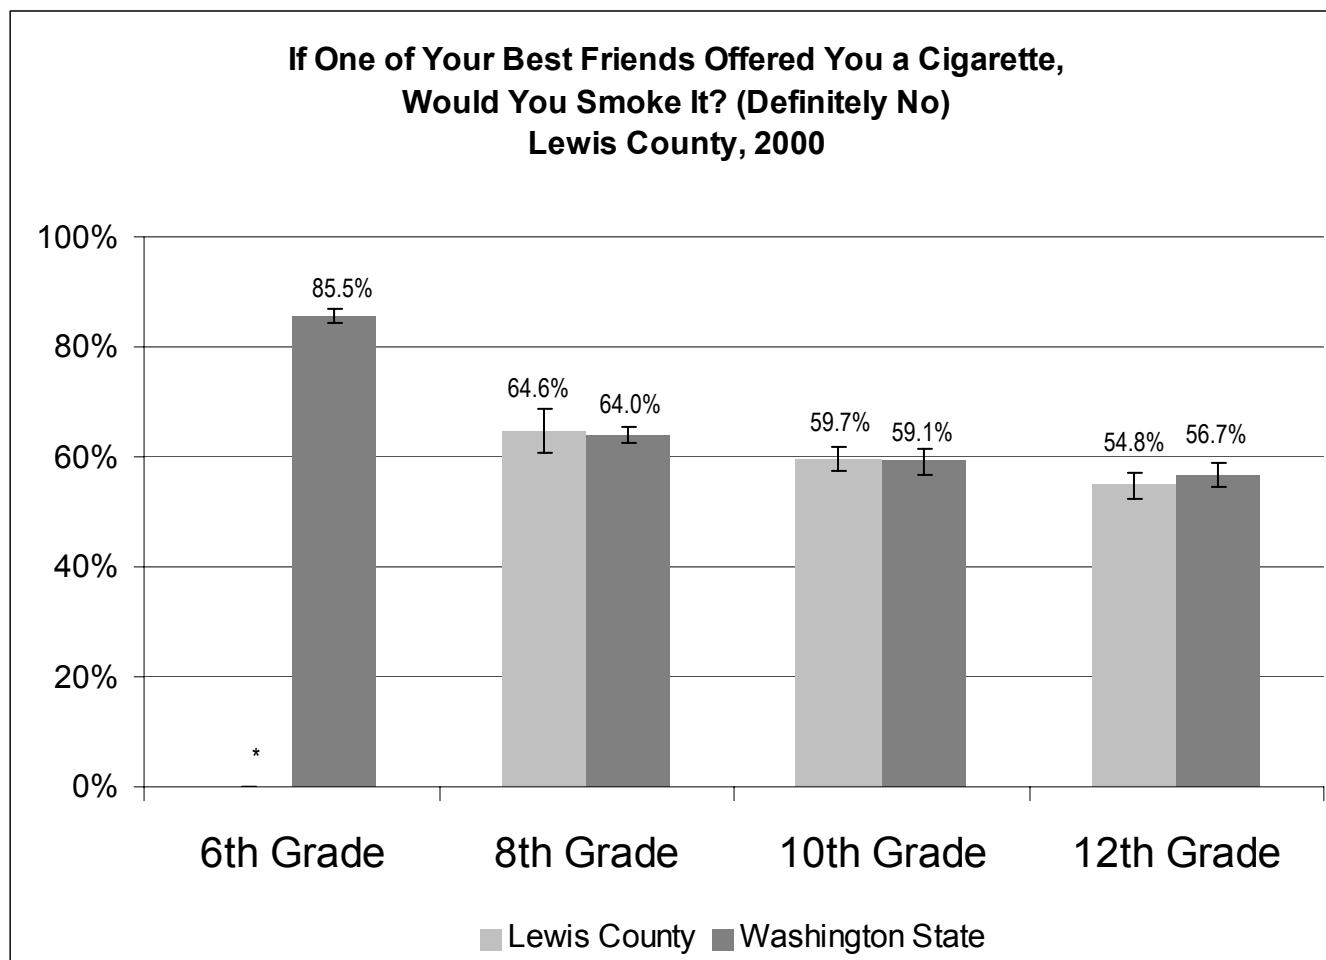 If One of Your Best Friends Offered You a Cigarette,
Would You Smoke It? (Definitely No)
Lewis County, 2000
100%
80%
60%
40%
20%
0%
*
85.5%
64.6%
64.0%
59.7%
59.1%
54.8%
56.7%
6th Grade
8th Grade
10th Grade
12th Grade
Lewis County
Washington State